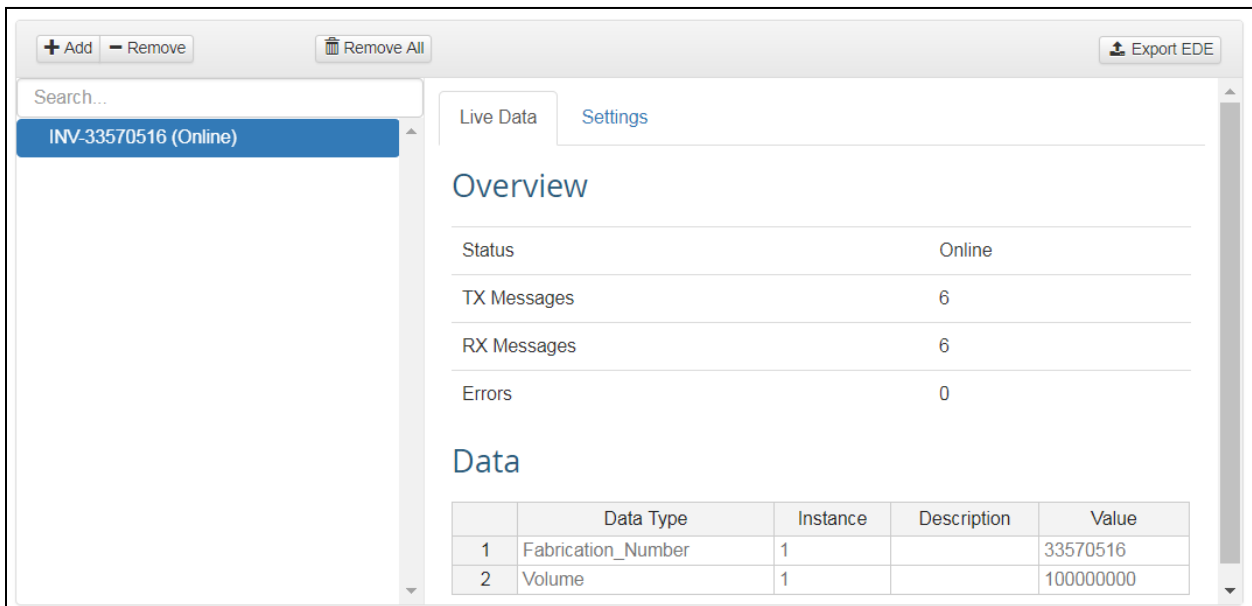 Add Remove Remove All Export EDE
Search...
INV-33570516 (Online)
Live Data Settings
Overview
Status Online
TX Messages 6
RX Messages 6
Errors 0
Data
Data Type Instance Description Value
1 Fabrication_Number 1 33570516
2 Volume 1 100000000